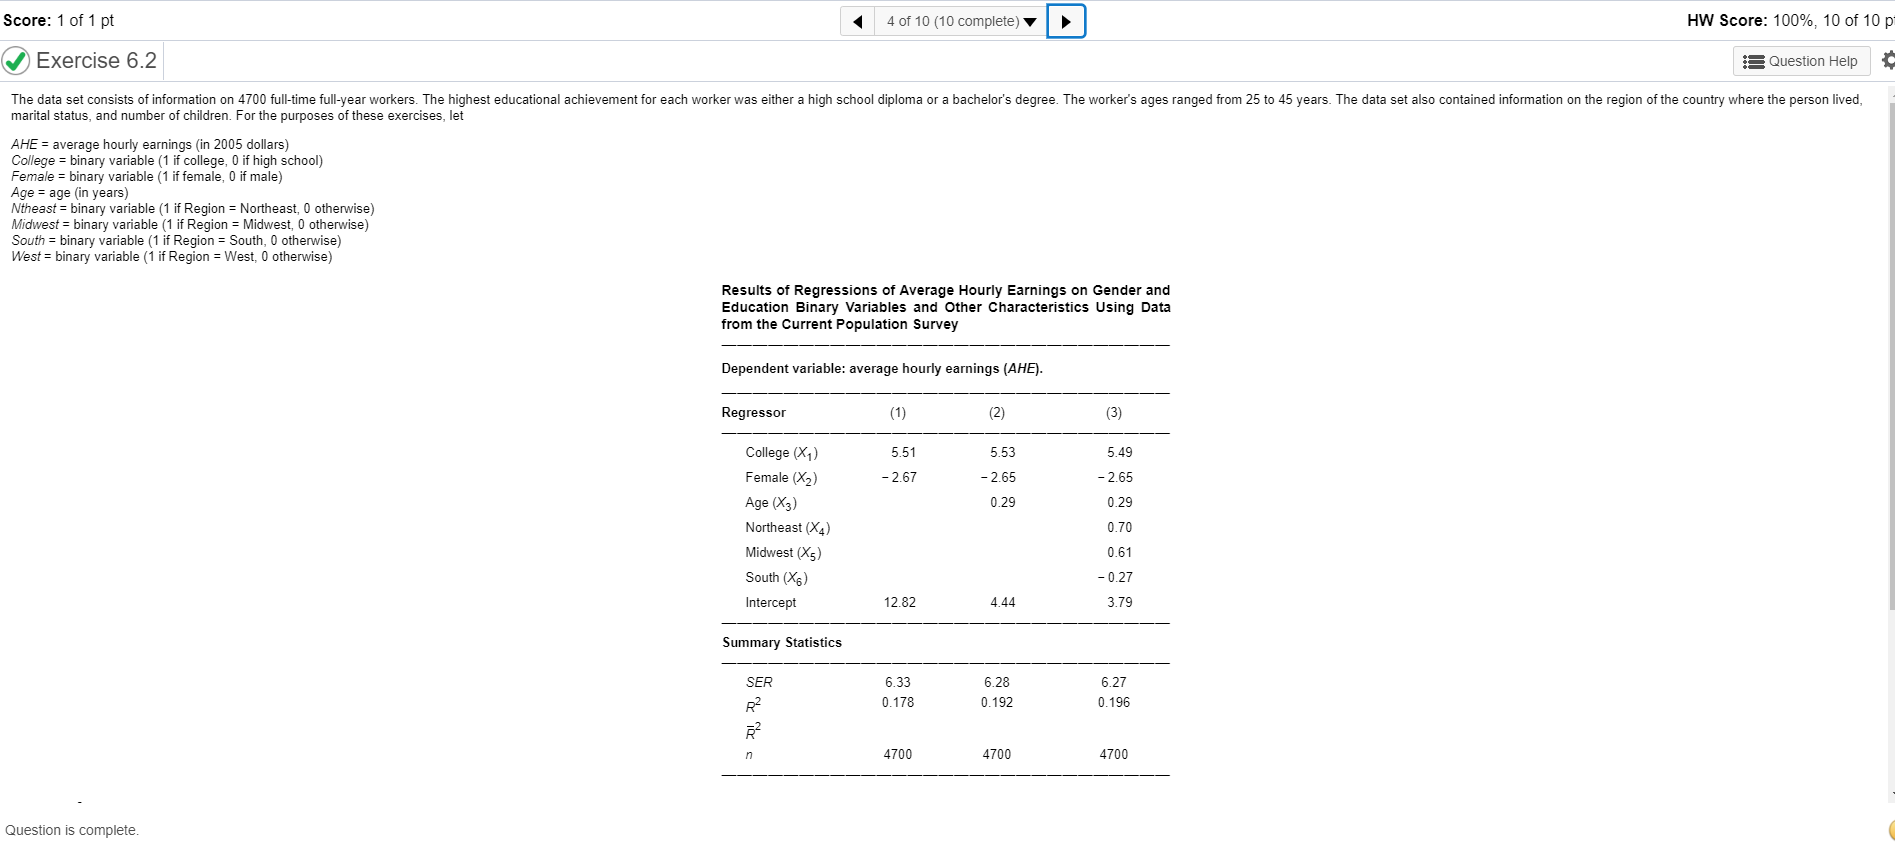 Score: 1 of 1 pt
4 of 10 (10 complete)
HW Score: 100%, 10 of 10 p
Exercise 6.2
Question Help
The data set consists of information on 4700 full-time full-year workers. The highest educational achievement for each worker was either a high school diploma or a bachelor's degree. The worker's ages ranged from 25 to 45 years. The data set also contained information on the region of the country where the person lived,
marital status, and number of children. For the purposes of these exercises, let
AHE = average hourly earnings (in 2005 dollars)
College = binary variable (1 if college, 0 if high school)
Female = binary variable (1 if female, 0 if male)
Age = age (in years)
Ntheast = binary variable (1 if Region = Northeast, 0 otherwise)
Midwest = binary variable (1 if Region = Midwest, 0 otherwise)
South = binary variable (1 if Region = South, 0 otherwise)
West = binary variable (1 if Region = West, 0 otherwise)
Results of Regressions of Average Hourly Earnings on Gender and
Education Binary Variables and Other Characteristics Using Data
from the Current Population Survey
Dependent variable: average hourly earnings (AHE).
Regressor (1) (2) (3)
College (X₁) 5.51 5.53 5.49
Female (X₂) − 2.67 − 2.65 − 2.65
Age (X₃) 0.29 0.29
Northeast (X₄) 0.70
Midwest (X₅) 0.61
South (X₆) − 0.27
Intercept 12.82 4.44 3.79
Summary Statistics
SER 6.33 6.28 6.27
R² 0.178 0.192 0.196
R̅²
n 4700 4700 4700
Question is complete.